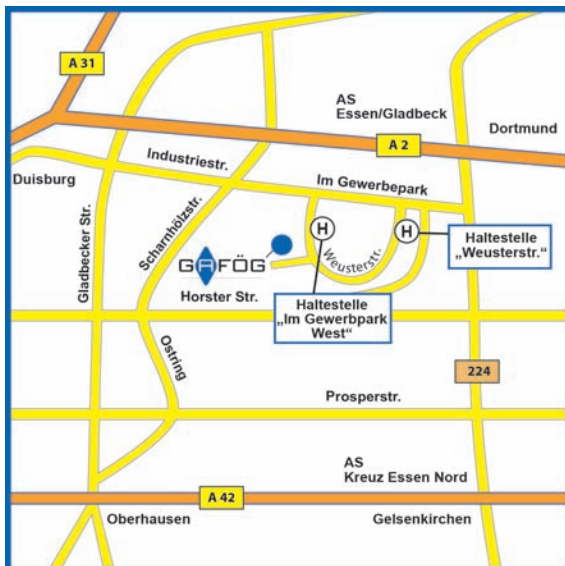 A 31
AS
Essen/Gladbeck
Dortmund
A 2
Industriestr.
Duisburg
Im Gewerbepark
Gladbecker Str.
Scharnhölzstr.
H
H
Haltestelle
„Weusterstr.“
Weusterstr.
GAFÖG
Horster Str.
Haltestelle
„Im Gewerbpark
West“
Ostring
224
Prosperstr.
AS
Kreuz Essen Nord
A 42
Oberhausen
Gelsenkirchen